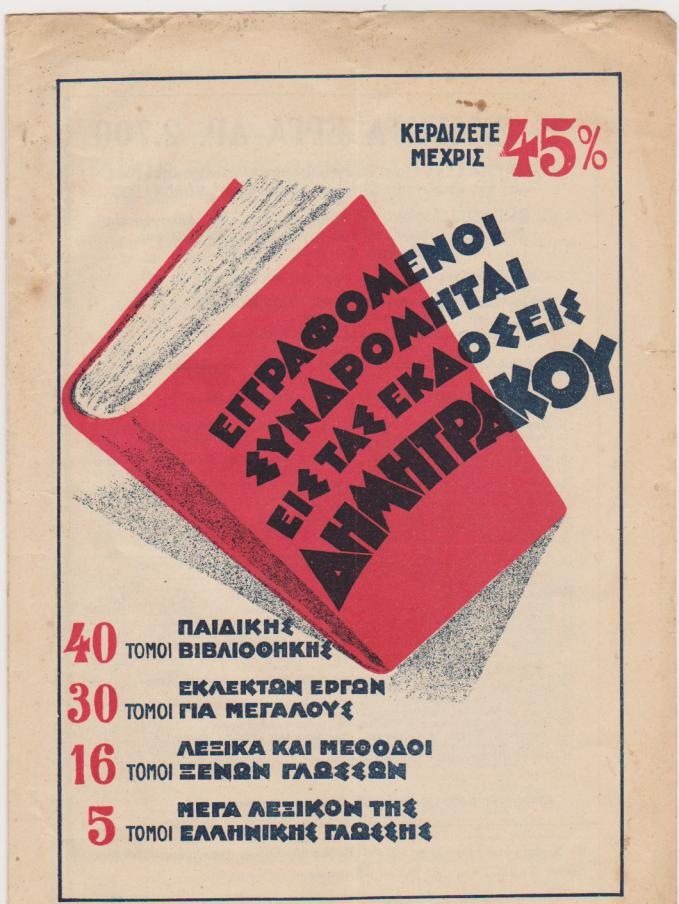 ΚΕΡΔΙΖΕΤΕ
ΜΕΧΡΙΣ 45%
ΕΓΓΡΑΦΟΜΕΝΟΙ
ΣΥΝΔΡΟΜΗΤΑΙ
ΕΙΣ ΤΑΣ ΕΚΔΟΣΕΙΣ
ΔΗΜΗΤΡΑΚΟΥ
40 ΤΟΜΟΙ ΠΑΙΔΙΚΗΣ
ΒΙΒΛΙΟΘΗΚΗΣ
30 ΤΟΜΟΙ ΕΚΛΕΚΤΩΝ ΕΡΓΩΝ
ΓΙΑ ΜΕΓΑΛΟΥΣ
16 ΤΟΜΟΙ ΛΕΞΙΚΑ ΚΑΙ ΜΕΘΟΔΟΙ
ΞΕΝΩΝ ΓΛΩΣΣΩΝ
5 ΤΟΜΟΙ ΜΕΓΑ ΛΕΞΙΚΟΝ ΤΗΣ
ΕΛΛΗΝΙΚΗΣ ΓΛΩΣΣΗΣ